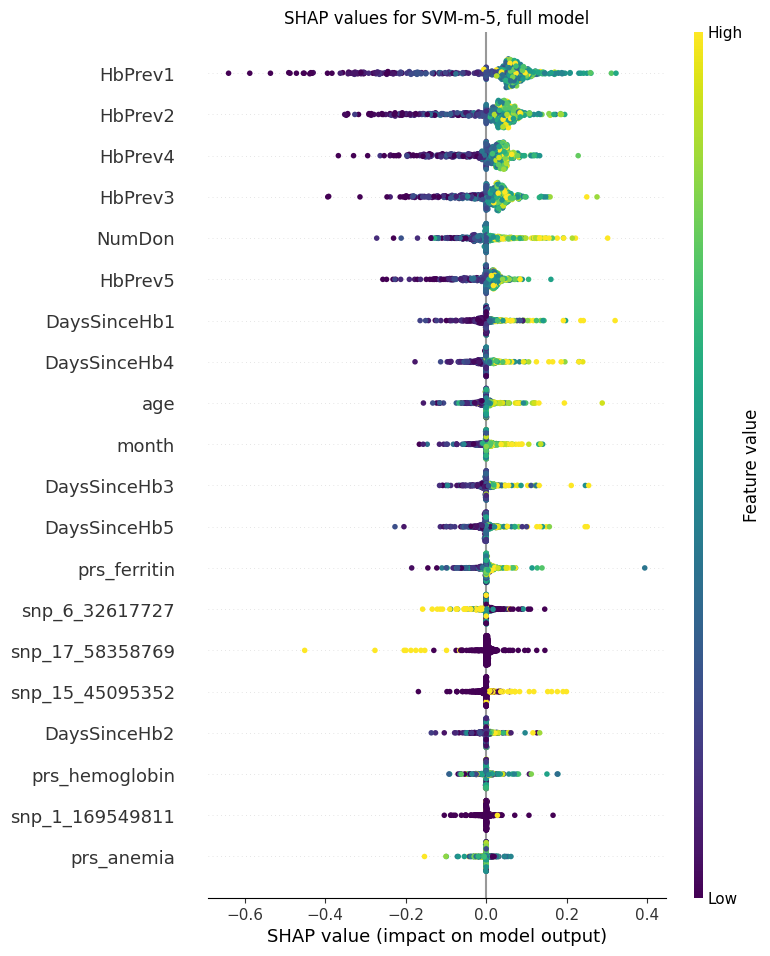 SHAP values for SVM-m-5, full model
High
HbPrev1
HbPrev2
HbPrev4
HbPrev3
NumDon
HbPrev5
DaysSinceHb1
DaysSinceHb4
age
month
DaysSinceHb3
DaysSinceHb5
prs_ferritin
snp_6_32617727
snp_17_58358769
snp_15_45095352
DaysSinceHb2
prs_hemoglobin
snp_1_169549811
prs_anemia
Feature value
Low
−0.6 −0.4 −0.2 0.0 0.2 0.4
SHAP value (impact on model output)